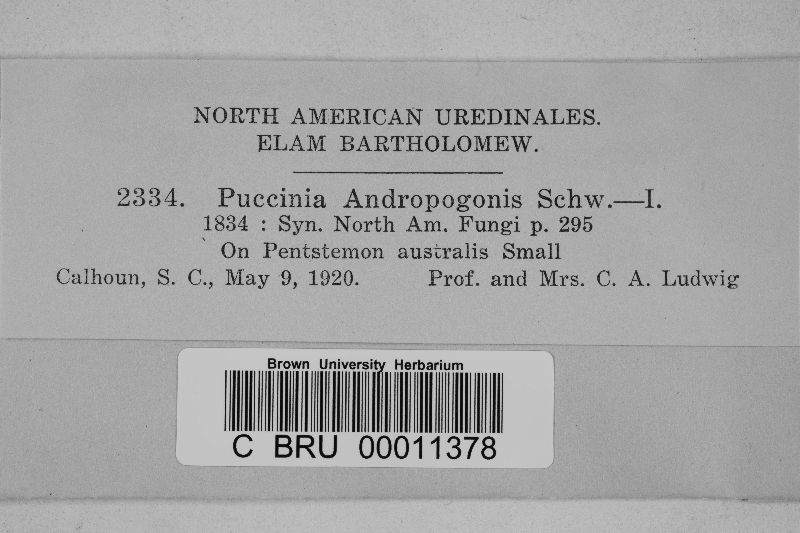 NORTH AMERICAN UREDINALES.
ELAM BARTHOLOMEW.
2334. Puccinia Andropogonis Schw.—I.
1834 : Syn. North Am. Fungi p. 295
On Pentstemon australis Small
Calhoun, S. C., May 9, 1920. Prof. and Mrs. C. A. Ludwig
Brown University Herbarium
C BRU 00011378